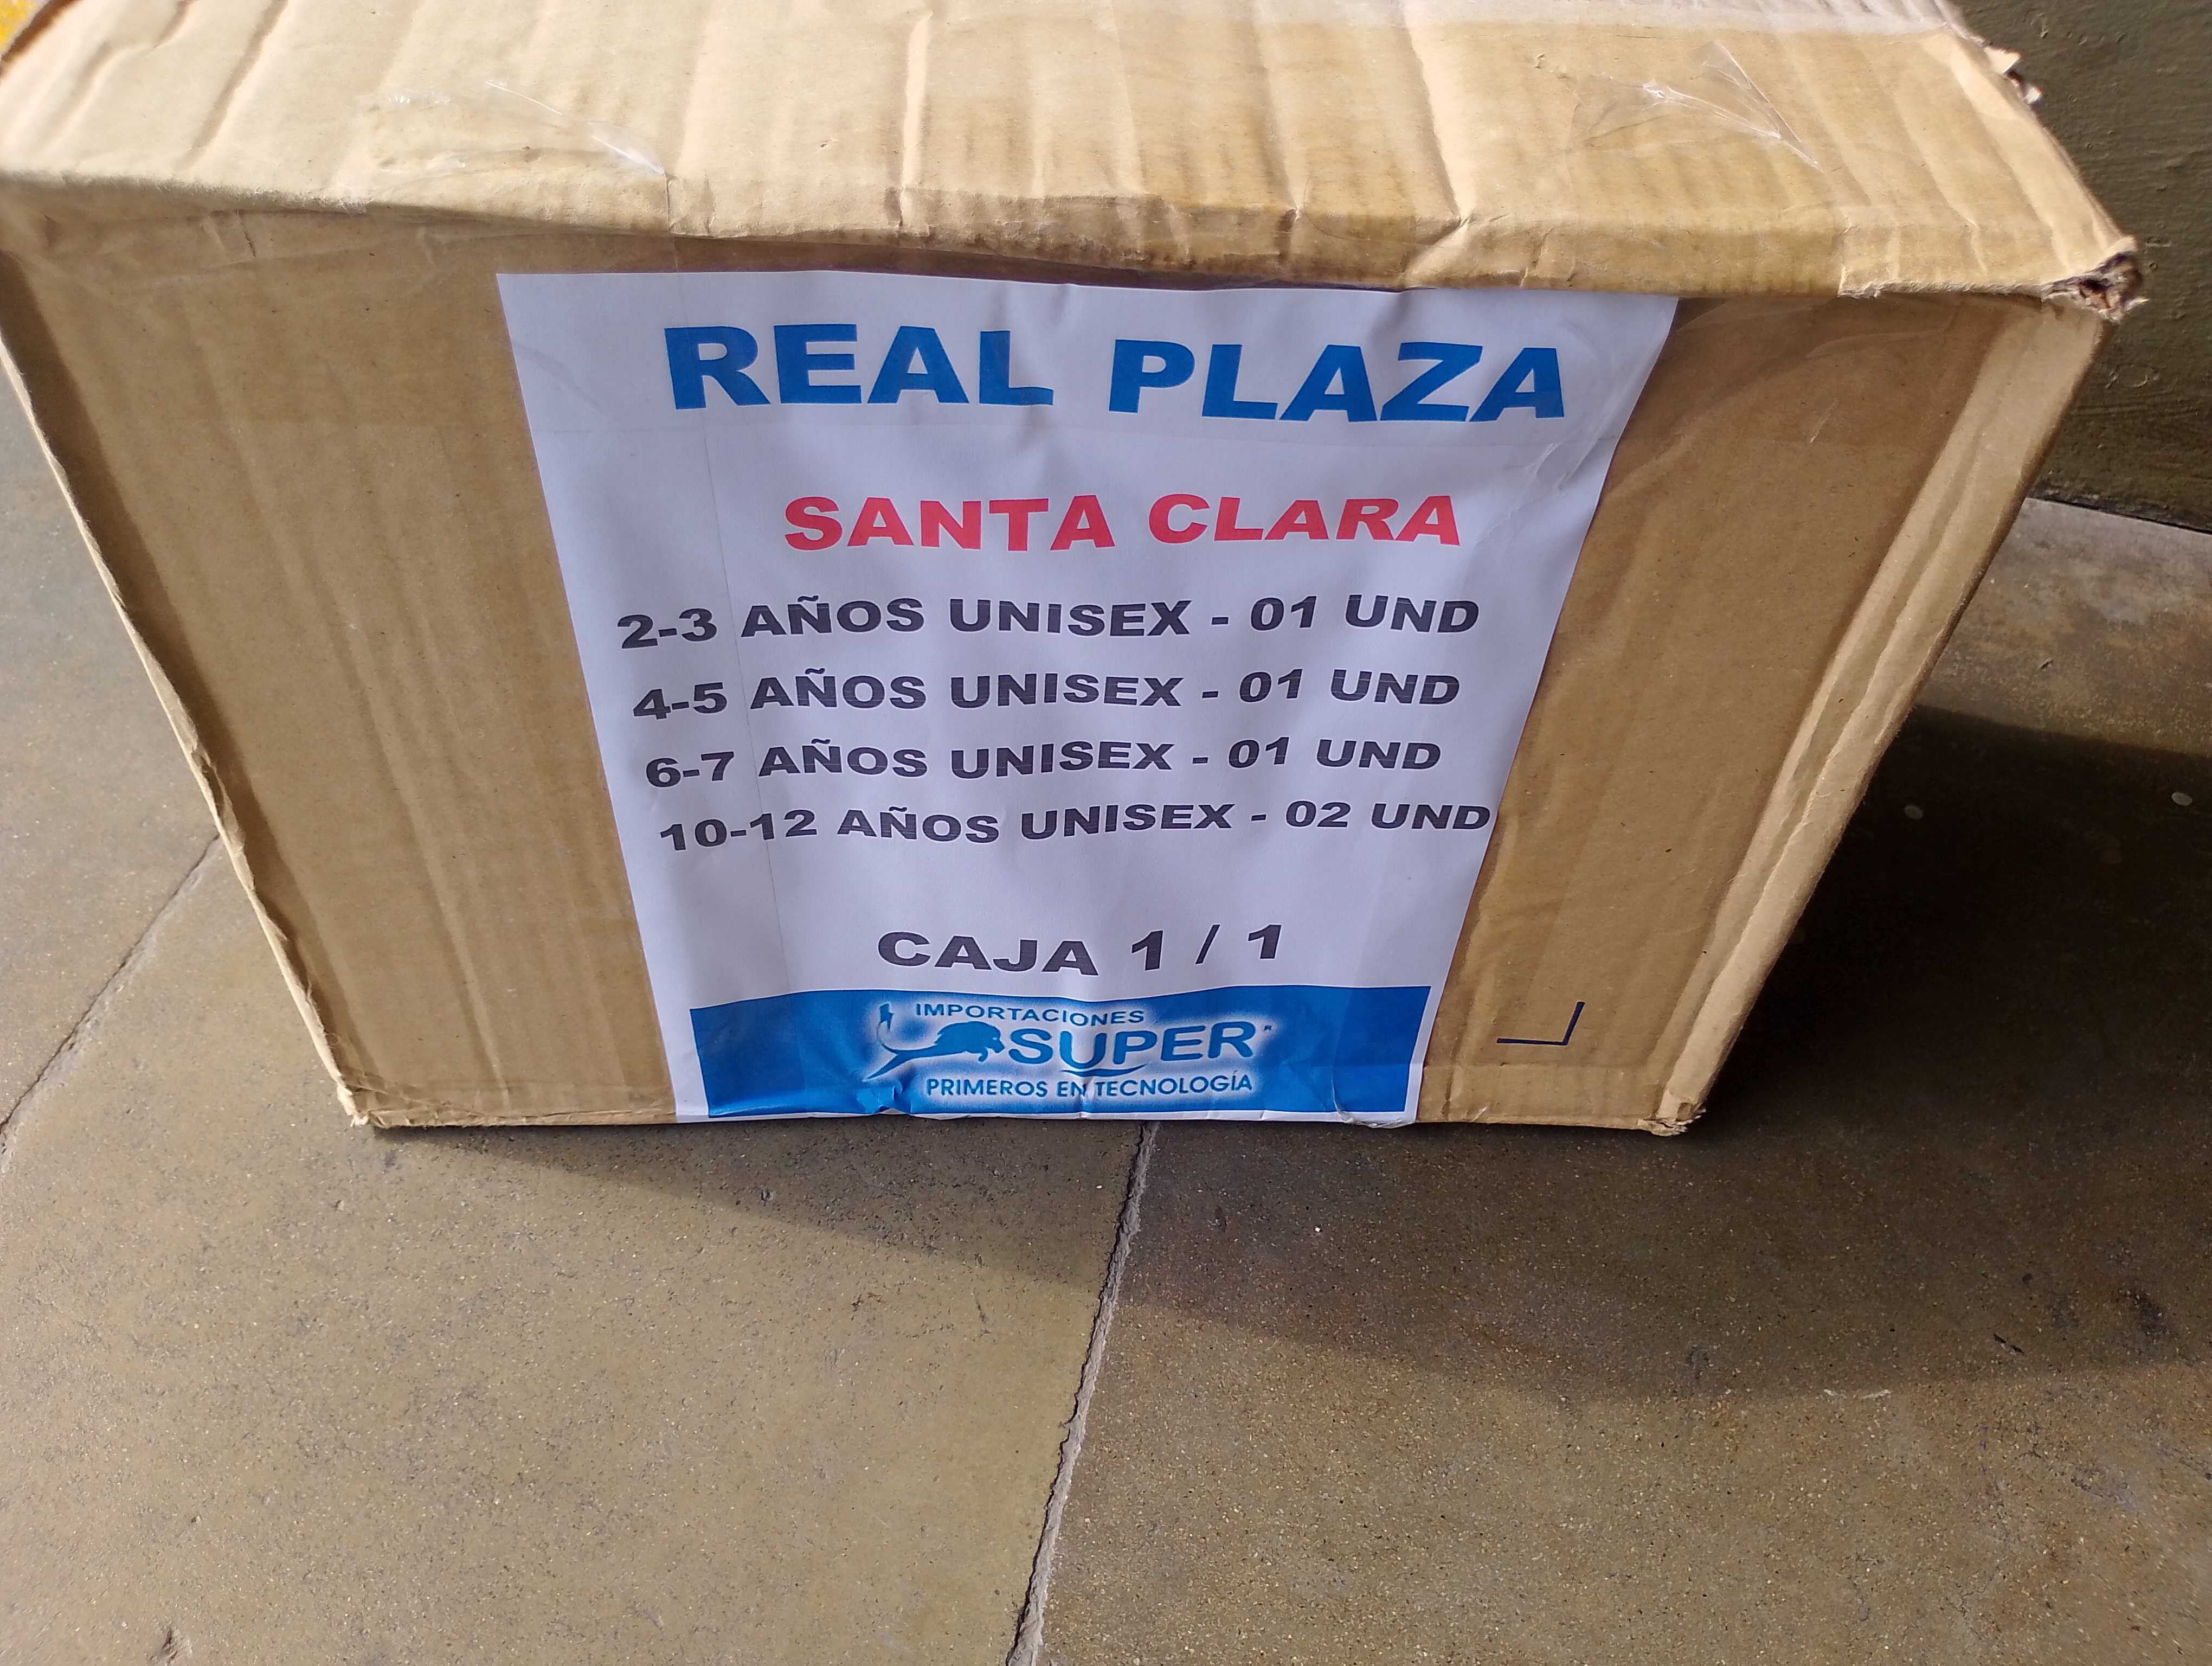 REAL PLAZA
SANTA CLARA
2-3 AÑOS UNISEX - 01 UND
4-5 AÑOS UNISEX - 01 UND
6-7 AÑOS UNISEX - 01 UND
10-12 AÑOS UNISEX - 02 UND
CAJA 1 / 1
IMPORTACIONES
SUPER®
PRIMEROS EN TECNOLOGÍA